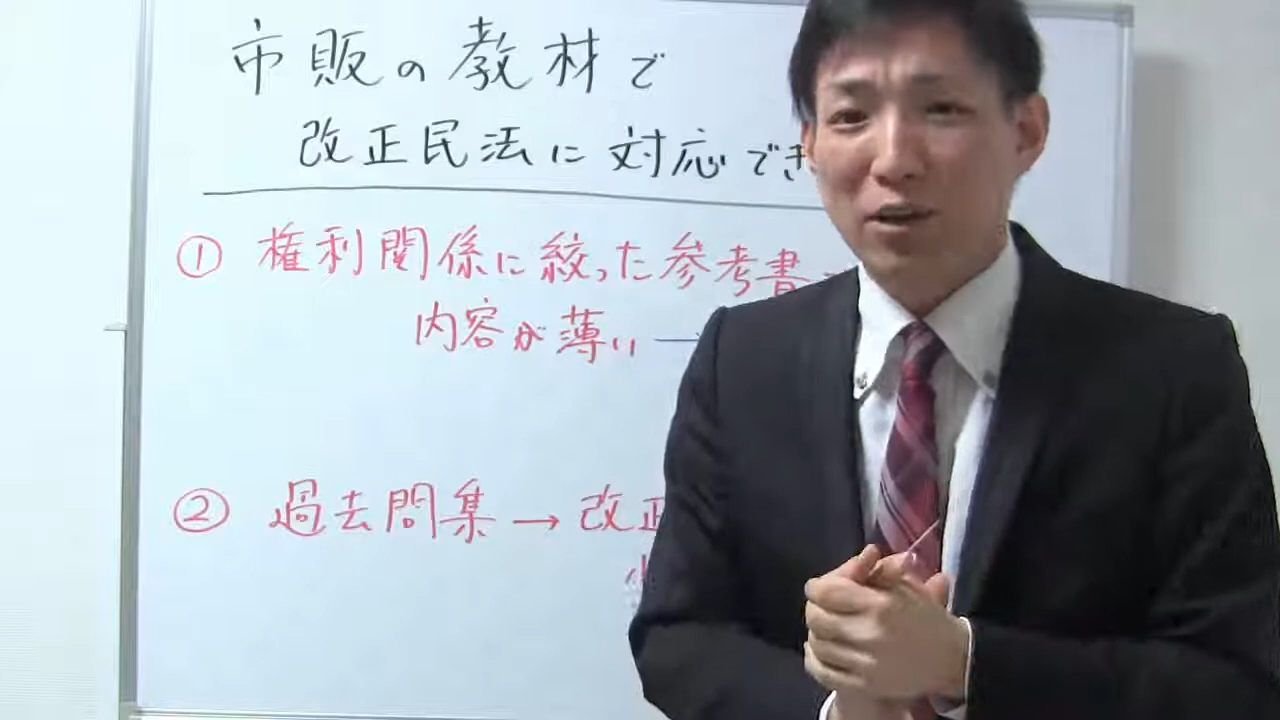 市販の教材で
改正民法に対応でき
① 権利関係に絞った参考書
内容が薄い →
② 過去問集 → 改正